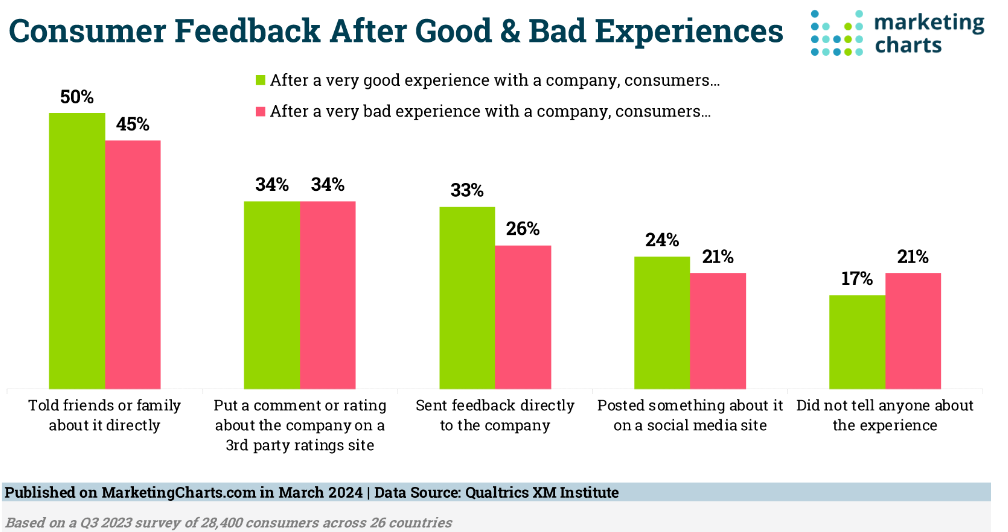 Consumer Feedback After Good & Bad Experiences
marketing
charts
After a very good experience with a company, consumers...
After a very bad experience with a company, consumers...
50%
45%
34%
34%
33%
26%
24%
21%
17%
21%
Told friends or family
about it directly
Put a comment or rating
about the company on a
3rd party ratings site
Sent feedback directly
to the company
Posted something about it
on a social media site
Did not tell anyone about
the experience
Published on MarketingCharts.com in March 2024 | Data Source: Qualtrics XM Institute
Based on a Q3 2023 survey of 28,400 consumers across 26 countries